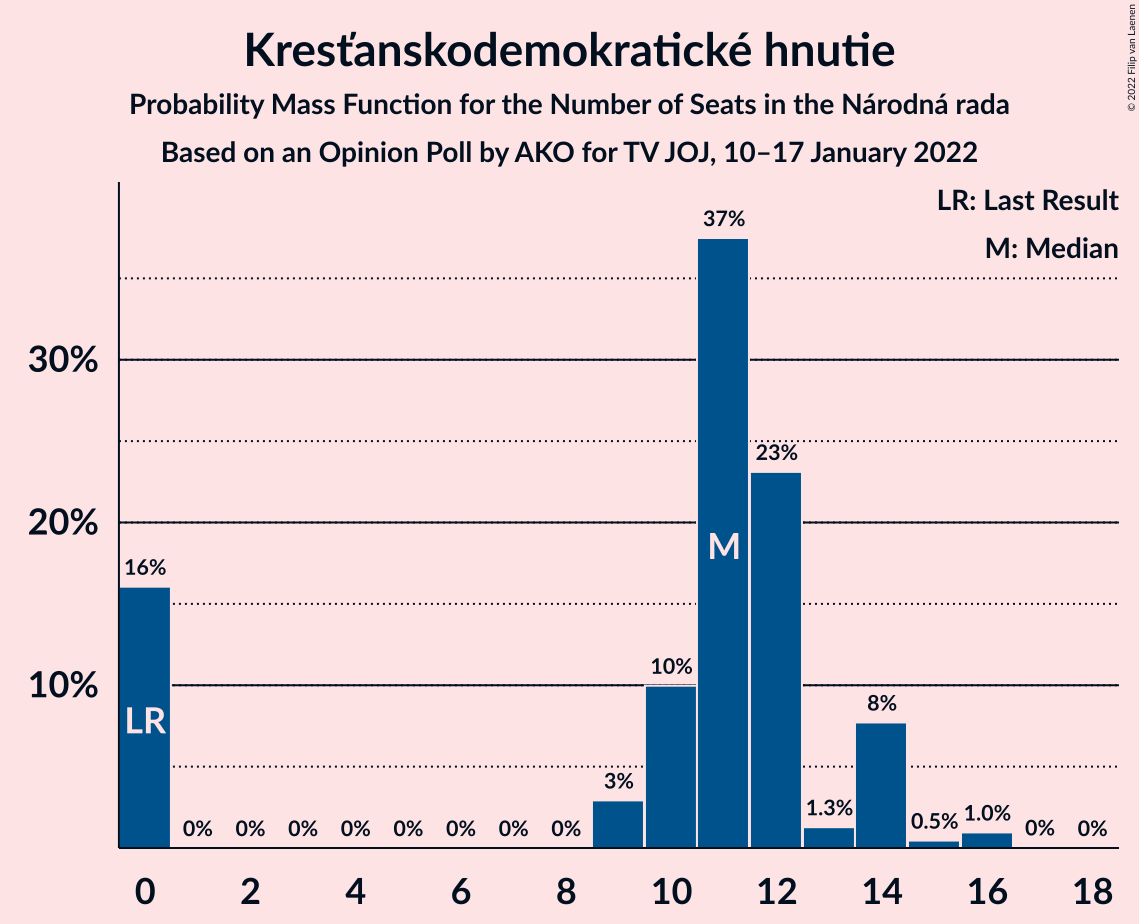 Kresťanskodemokratické hnutie
Probability Mass Function for the Number of Seats in the Národná rada
Based on an Opinion Poll by AKO for TV JOJ, 10–17 January 2022
© 2022 Filip van Laenen
LR: Last Result
M: Median
37%
30%
23%
20%
M
16%
10%
10%
LR
8%
3%
1.3%
0.5%
1.0%
0% 0% 0% 0% 0% 0% 0% 0% 0% 0%
0 2 4 6 8 10 12 14 16 18